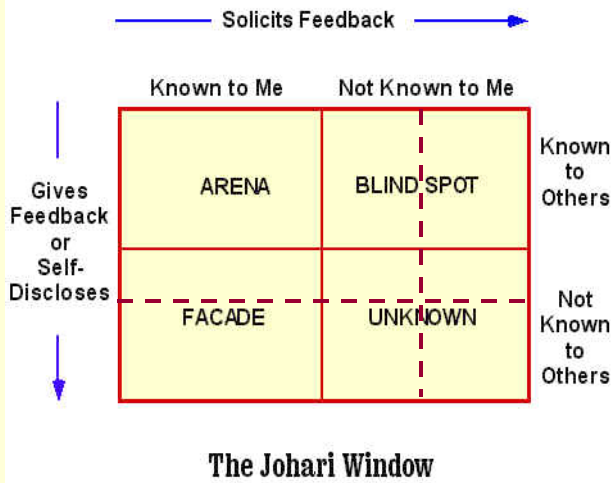 Solicits Feedback
Known to Me
Not Known to Me
Gives
Feedback
or
Self-
Discloses
ARENA
BLIND SPOT
Known
to
Others
FACADE
UNKNOWN
Not
Known
to
Others
The Johari Window